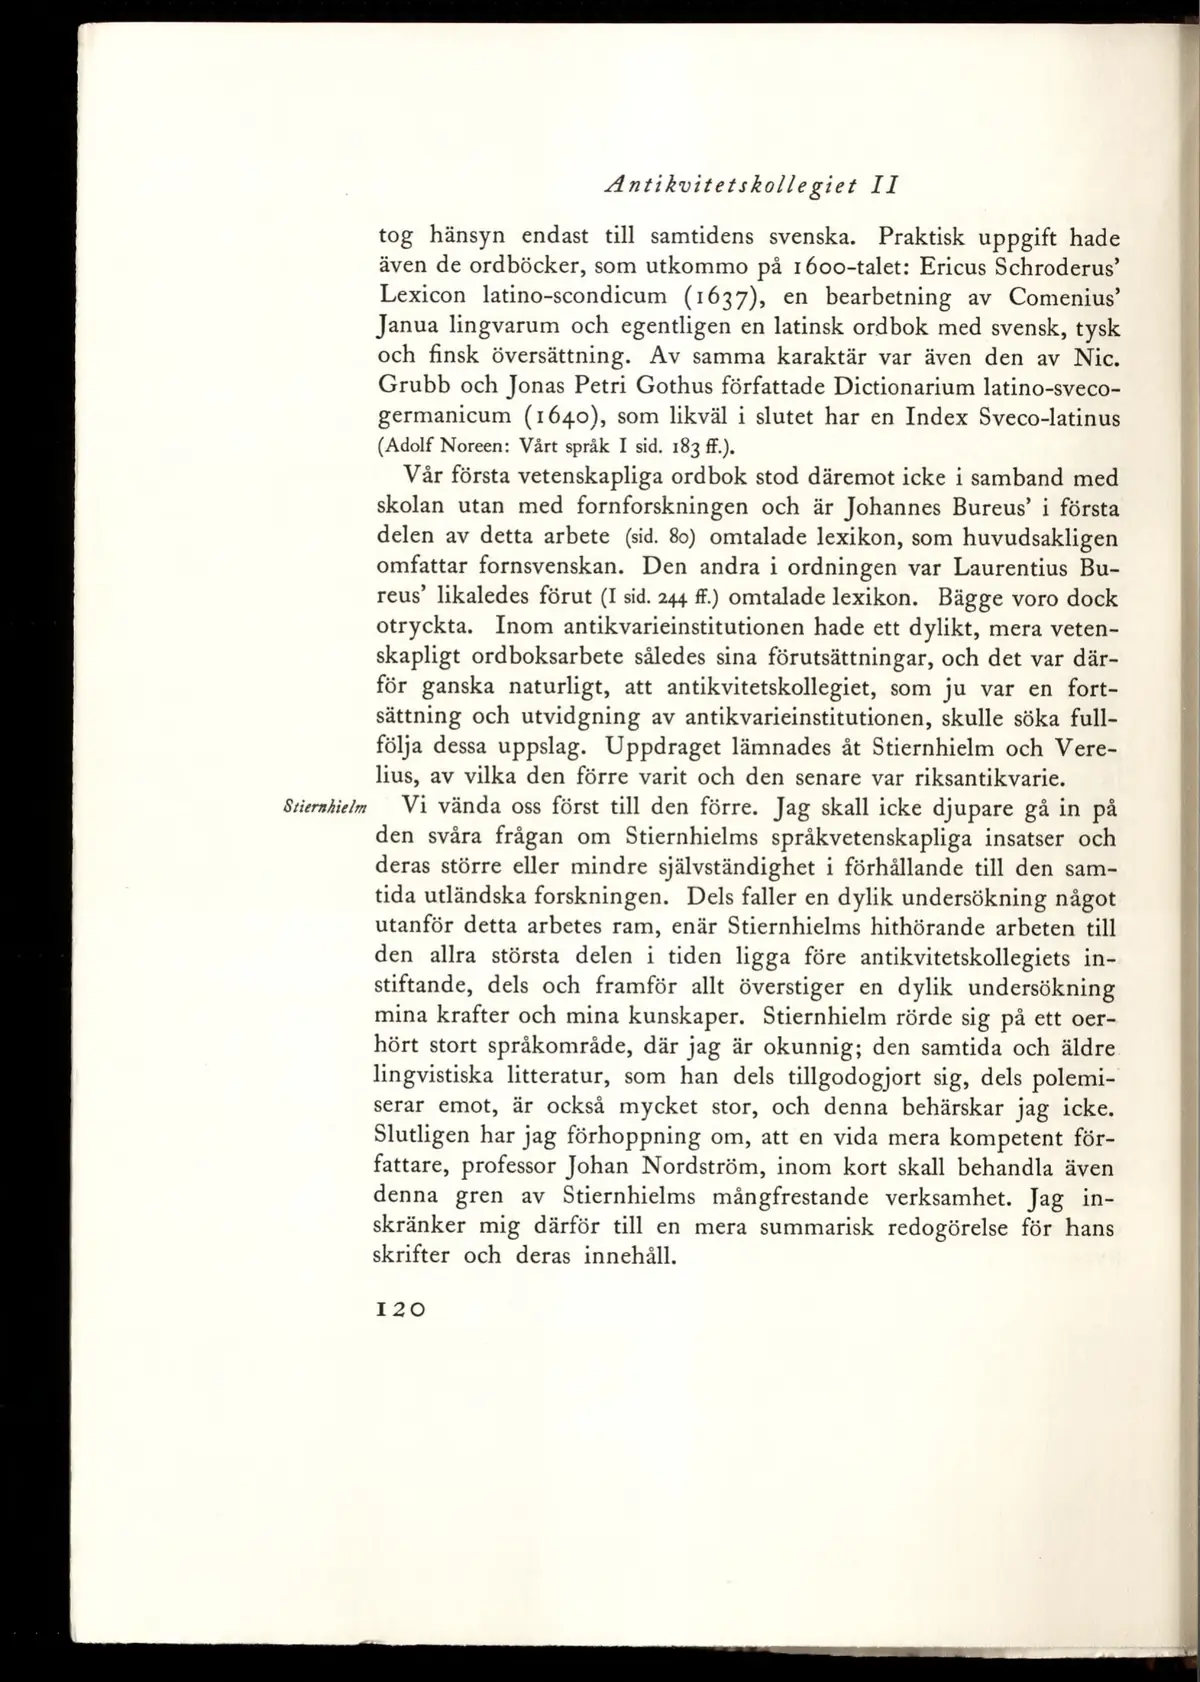 Antikvitetskollegiet II
tog hänsyn endast till samtidens svenska. Praktisk uppgift hade
även de ordböcker, som utkommo på 1600-talet: Ericus Schroderus’
Lexicon latino-scondicum (1637), en bearbetning av Comenius’
Janua lingvarum och egentligen en latinsk ordbok med svensk, tysk
och finsk översättning. Av samma karaktär var även den av Nic.
Grubb och Jonas Petri Gothus författade Dictionarium latino-sveco-
germanicum (1640), som likväl i slutet har en Index Sveco-latinus
(Adolf Noreen: Vårt språk I sid. 183 ff.).
Vår första vetenskapliga ordbok stod däremot icke i samband med
skolan utan med fornforskningen och är Johannes Bureus’ i första
delen av detta arbete (sid. 80) omtalade lexikon, som huvudsakligen
omfattar fornsvenskan. Den andra i ordningen var Laurentius Bu-
reus’ likaledes förut (I sid. 244 ff.) omtalade lexikon. Bägge voro dock
otryckta. Inom antikvarieinstitutionen hade ett dylikt, mera veten-
skapligt ordboksarbete således sina förutsättningar, och det var där-
för ganska naturligt, att antikvitetskollegiet, som ju var en fort-
sättning och utvidgning av antikvarieinstitutionen, skulle söka full-
följa dessa uppslag. Uppdraget lämnades åt Stiernhielm och Vere-
lius, av vilka den förre varit och den senare var riksantikvarie.
Stiernhielm Vi vända oss först till den förre. Jag skall icke djupare gå in på
den svåra frågan om Stiernhielms språkvetenskapliga insatser och
deras större eller mindre självständighet i förhållande till den sam-
tida utländska forskningen. Dels faller en dylik undersökning något
utanför detta arbetes ram, enär Stiernhielms hithörande arbeten till
den allra största delen i tiden ligga före antikvitetskollegiets in-
stiftande, dels och framför allt överstiger en dylik undersökning
mina krafter och mina kunskaper. Stiernhielm rörde sig på ett oer-
hört stort språkområde, där jag är okunnig; den samtida och äldre
lingvistiska litteratur, som han dels tillgodogjort sig, dels polemi-
serar emot, är också mycket stor, och denna behärskar jag icke.
Slutligen har jag förhoppning om, att en vida mera kompetent för-
fattare, professor Johan Nordström, inom kort skall behandla även
denna gren av Stiernhielms mångfrestande verksamhet. Jag in-
skränker mig därför till en mera summarisk redogörelse för hans
skrifter och deras innehåll.
120